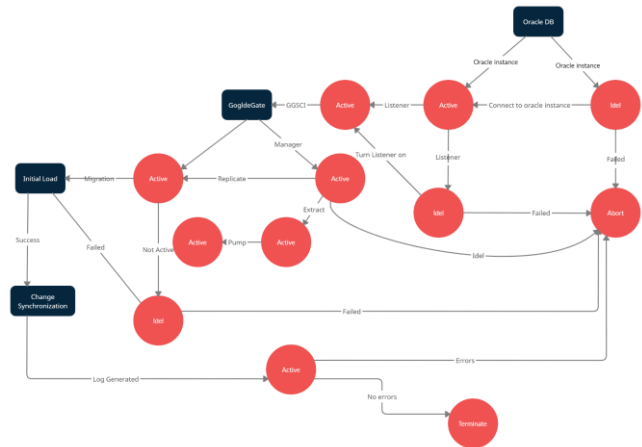 Oracle DB
Oracle instance
Oracle instance
GogldeGate
GGSCI
Active
Listener
Active
Connect to oracle instance
Idel
Manager
Turn Listener on
Listener
Failed
Initial Load
Migration
Active
Replicate
Active
Extract
Idel
Failed
Abort
Success
Failed
Not Active
Active
Pump
Active
Idel
Change
Synchronization
Idel
Failed
Log Generated
Active
Errors
No errors
Terminate